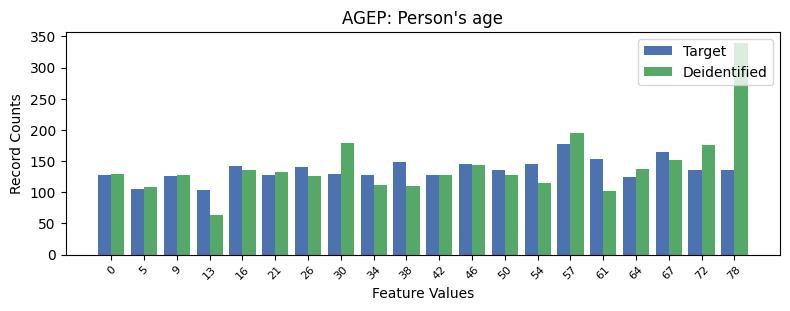 AGEP: Person's age
Target
Deidentified
Record Counts
350
300
250
200
150
100
50
0
0 5 9 13 16 21 26 30 34 38 42 46 50 54 57 61 64 67 72 78
Feature Values